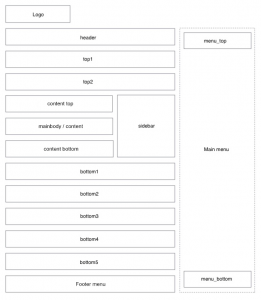 Logo
header
menu_top
top1
top2
content top
mainbody / content
sidebar
content bottom
Main menu
bottom1
bottom2
bottom3
bottom4
bottom5
menu_bottom
Footer menu